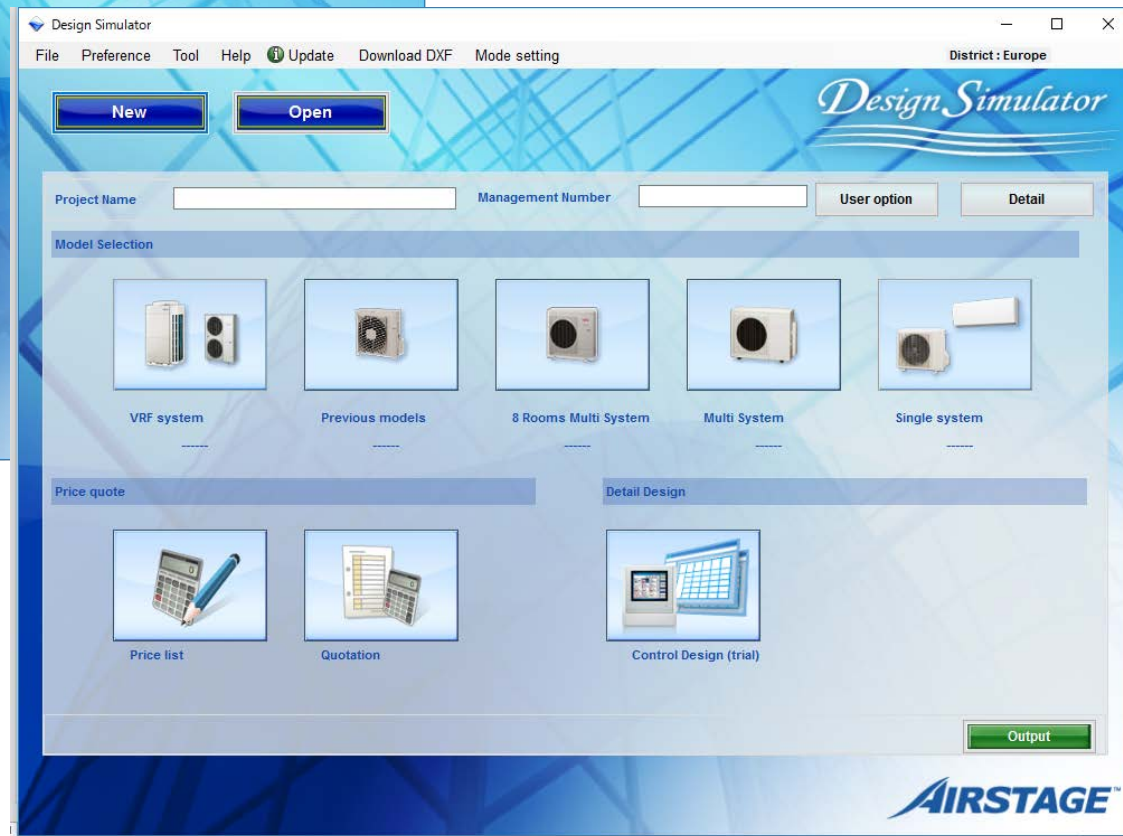 Design Simulator
File Preference Tool Help Update Download DXF Mode setting District : Europe
New Open Design Simulator
Project Name Management Number User option Detail
Model Selection
VRF system Previous models 8 Rooms Multi System Multi System Single system
------ ------ ------ ------ ------
Price quote Detail Design
Price list Quotation Control Design (trial)
Output
AIRSTAGE™